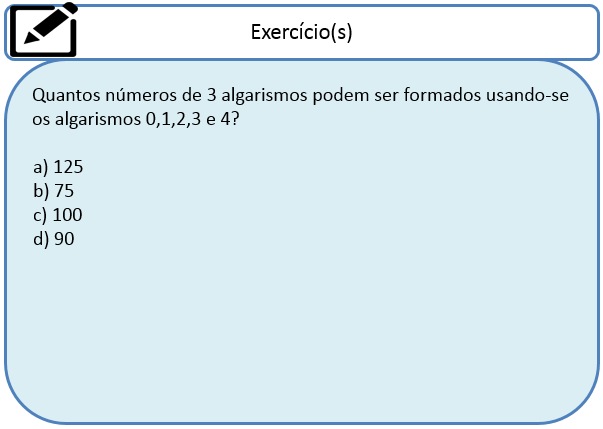 Exercício(s)
Quantos números de 3 algarismos podem ser formados usando-se
os algarismos 0,1,2,3 e 4?
a) 125
b) 75
c) 100
d) 90